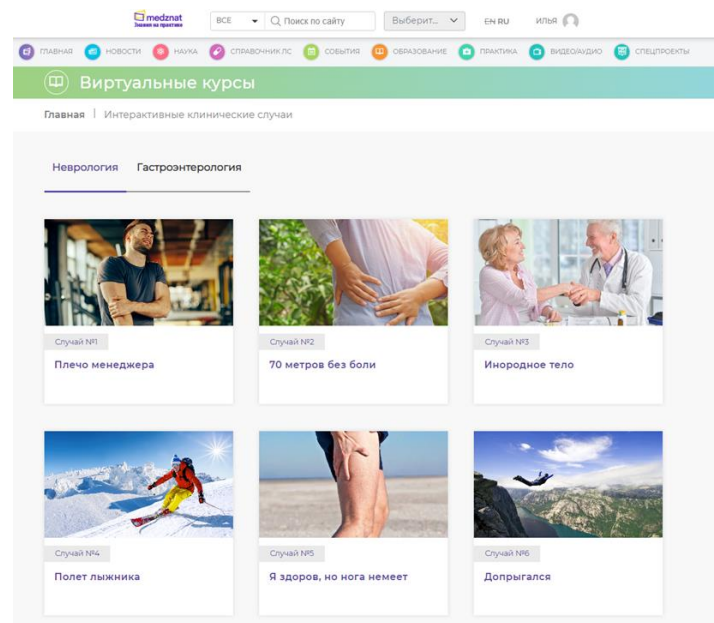 medznat
Знания на практике
ВСЕ
Поиск по сайту
Выберит...
EN RU
ИЛЬЯ
ГЛАВНАЯ
НОВОСТИ
НАУКА
СПРАВОЧНИК ЛС
СОБЫТИЯ
ОБРАЗОВАНИЕ
ПРАКТИКА
ВИДЕО/АУДИО
СПЕЦПРОЕКТЫ
Виртуальные курсы
Главная | Интерактивные клинические случаи
Неврология
Гастроэнтерология
Случай №1
Плечо менеджера
Случай №2
70 метров без боли
Случай №3
Инородное тело
Случай №4
Полет лыжника
Случай №5
Я здоров, но нога немеет
Случай №6
Допрыгался